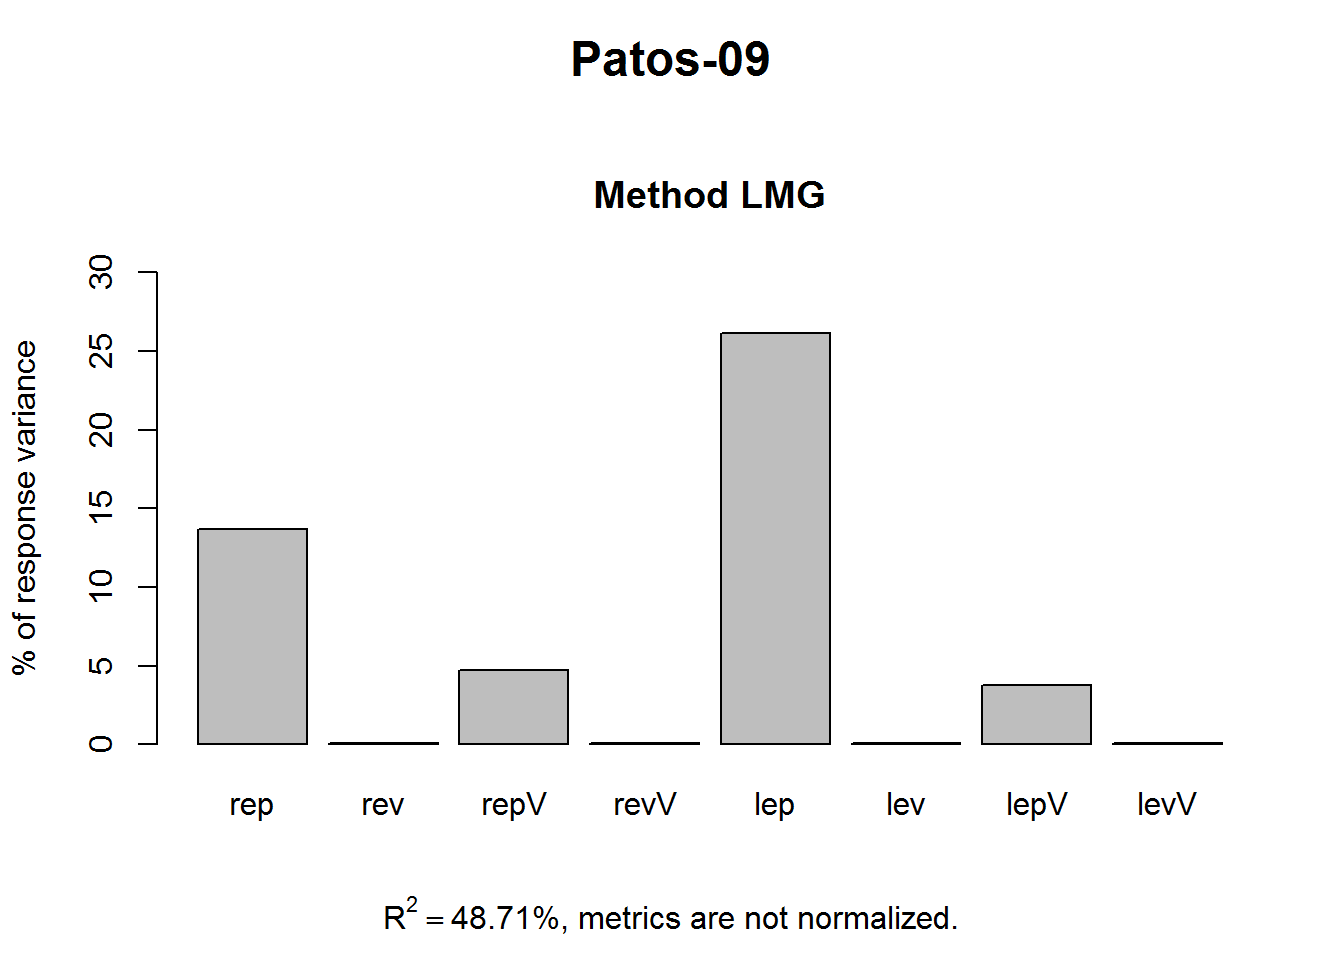 Patos-09
Method LMG
% of response variance
30
25
20
15
10
5
0
rep rev repV revV lep lev lepV levV
R² = 48.71%, metrics are not normalized.